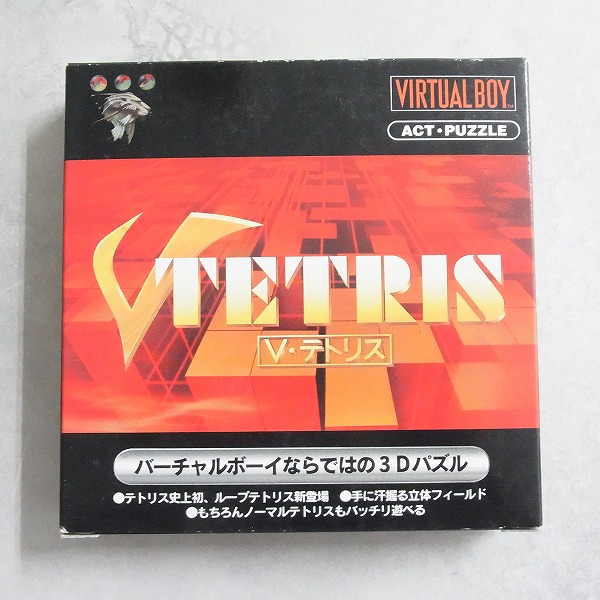 VIRTUAL BOY™
ACT・PUZZLE
V TETRIS
V・テトリス
バーチャルボーイならではの3Dパズル
●テトリス史上初、ループテトリス新登場 ●手に汗握る立体フィールド
●もちろんノーマルテトリスもバッチリ遊べる